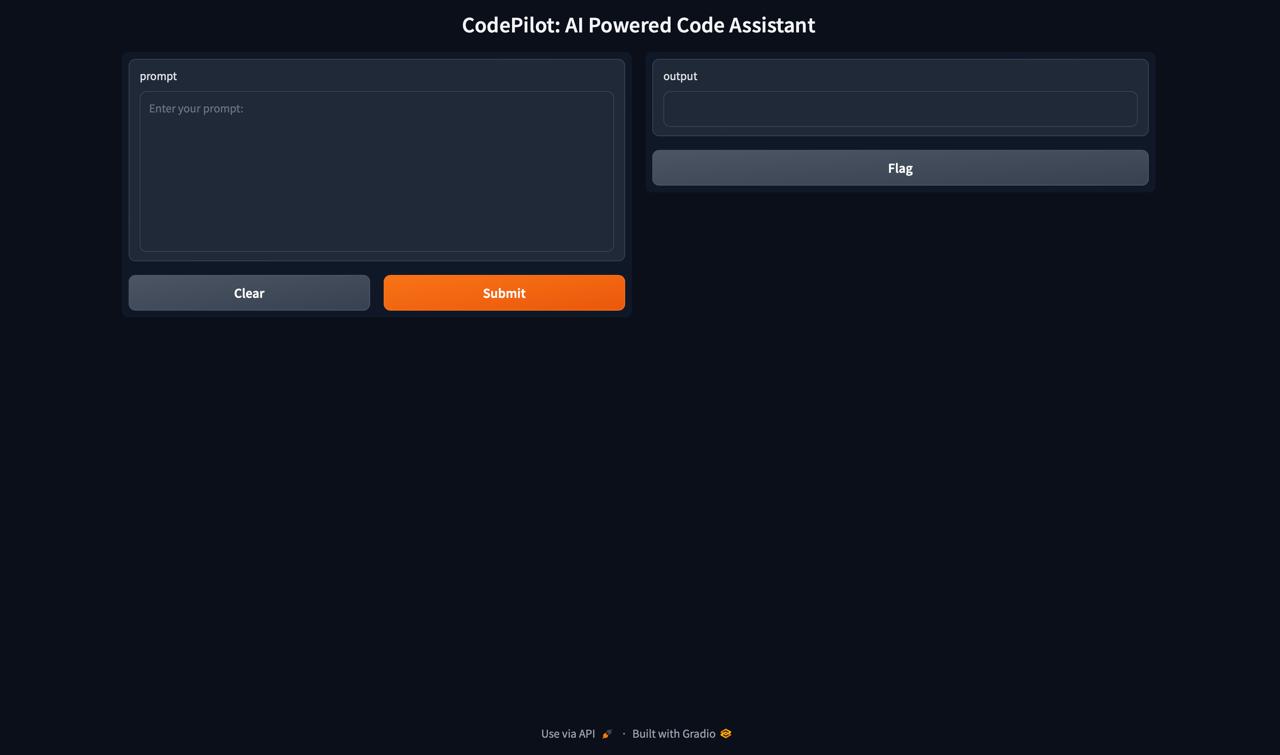 CodePilot: AI Powered Code Assistant
prompt
Enter your prompt:
Clear
Submit
output
Flag
Use via API · Built with Gradio